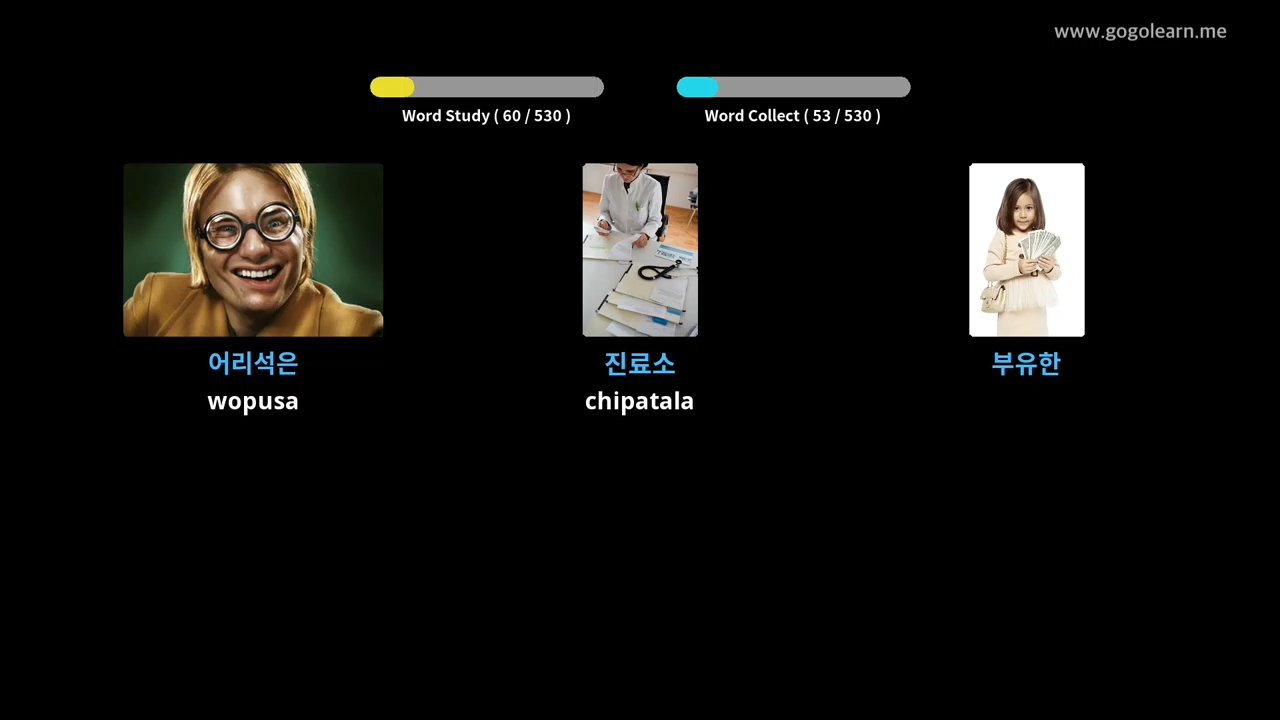 www.gogolearn.me
Word Study ( 60 / 530 )
Word Collect ( 53 / 530 )
어리석은
wopusa
진료소
chipatala
부유한